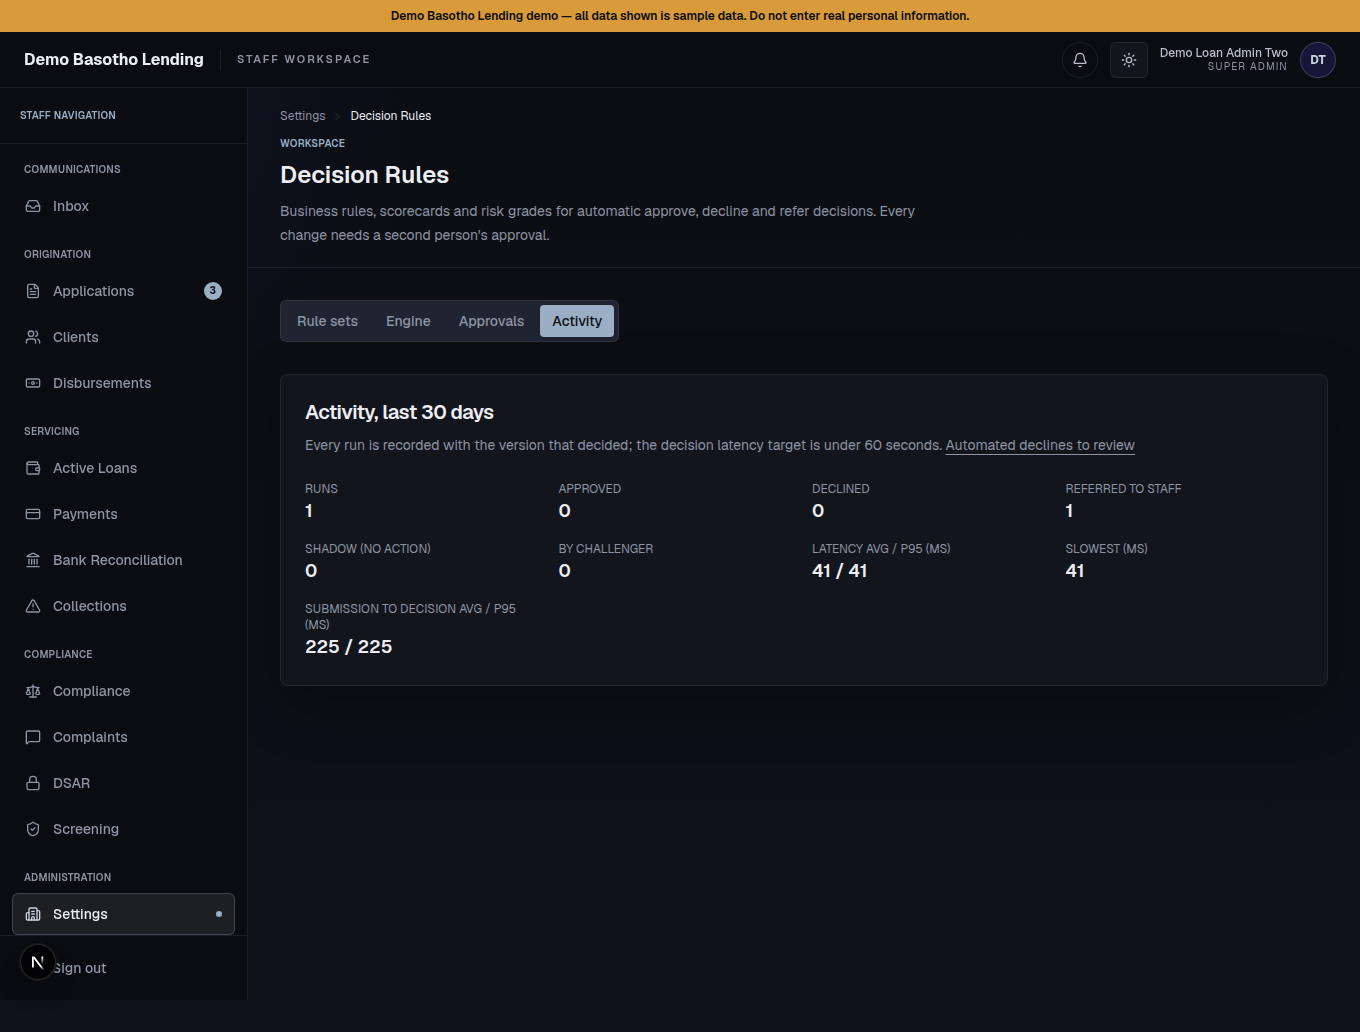 Demo Basotho Lending demo — all data shown is sample data. Do not enter real personal information.
Demo Basotho Lending
STAFF WORKSPACE
Demo Loan Admin Two
SUPER ADMIN
DT
STAFF NAVIGATION
COMMUNICATIONS
Inbox
ORIGINATION
Applications 3
Clients
Disbursements
SERVICING
Active Loans
Payments
Bank Reconciliation
Collections
COMPLIANCE
Compliance
Complaints
DSAR
Screening
ADMINISTRATION
Settings
N
Sign out
Settings > Decision Rules
WORKSPACE
Decision Rules
Business rules, scorecards and risk grades for automatic approve, decline and refer decisions. Every
change needs a second person's approval.
Rule sets Engine Approvals Activity
Activity, last 30 days
Every run is recorded with the version that decided; the decision latency target is under 60 seconds. Automated declines to review
RUNS
1
APPROVED
0
DECLINED
0
REFERRED TO STAFF
1
SHADOW (NO ACTION)
0
BY CHALLENGER
0
LATENCY AVG / P95 (MS)
41 / 41
SLOWEST (MS)
41
SUBMISSION TO DECISION AVG / P95
(MS)
225 / 225